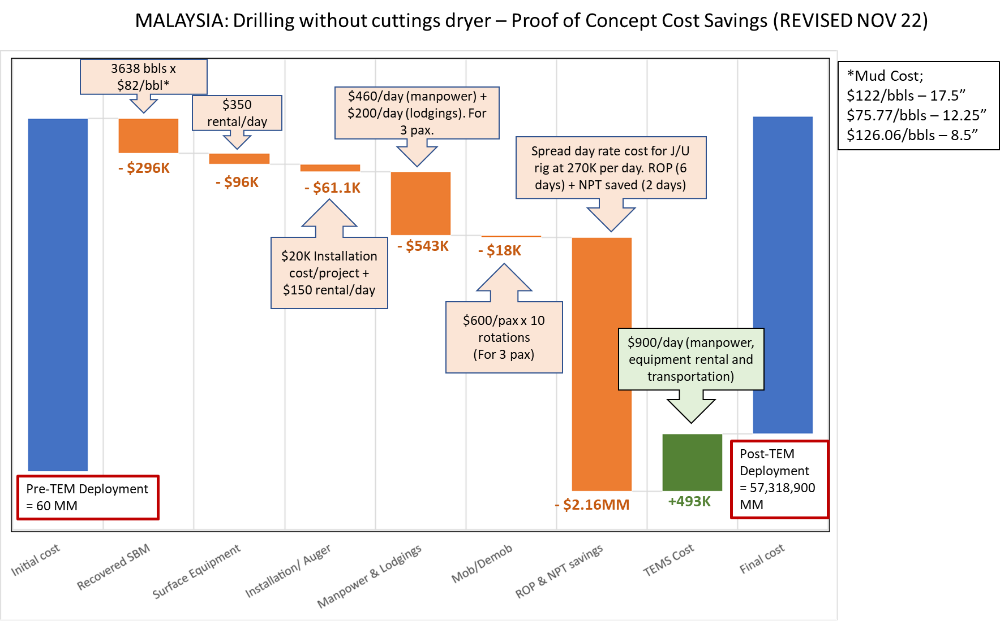 MALAYSIA: Drilling without cuttings dryer – Proof of Concept Cost Savings (REVISED NOV 22)
3638 bbls x
$82/bbl*
$350
rental/day
$460/day (manpower) +
$200/day (lodgings). For
3 pax.
*Mud Cost;
$122/bbls – 17.5”
$75.77/bbls – 12.25”
$126.06/bbls – 8.5”
Spread day rate cost for J/U
rig at 270K per day. ROP (6
days) + NPT saved (2 days)
- $296K
- $96K
- $61.1K
- $543K
- $18K
$20K Installation
cost/project +
$150 rental/day
$600/pax x 10
rotations
(For 3 pax)
$900/day (manpower,
equipment rental and
transportation)
Pre-TEM Deployment
= 60 MM
- $2.16MM
+493K
Post-TEM
Deployment
= 57,318,900
MM
Initial cost
Recovered SBM
Surface Equipment
Installation/ Auger
Manpower & Lodgings
Mob/Demob
ROP & NPT savings
TEMS Cost
Final cost